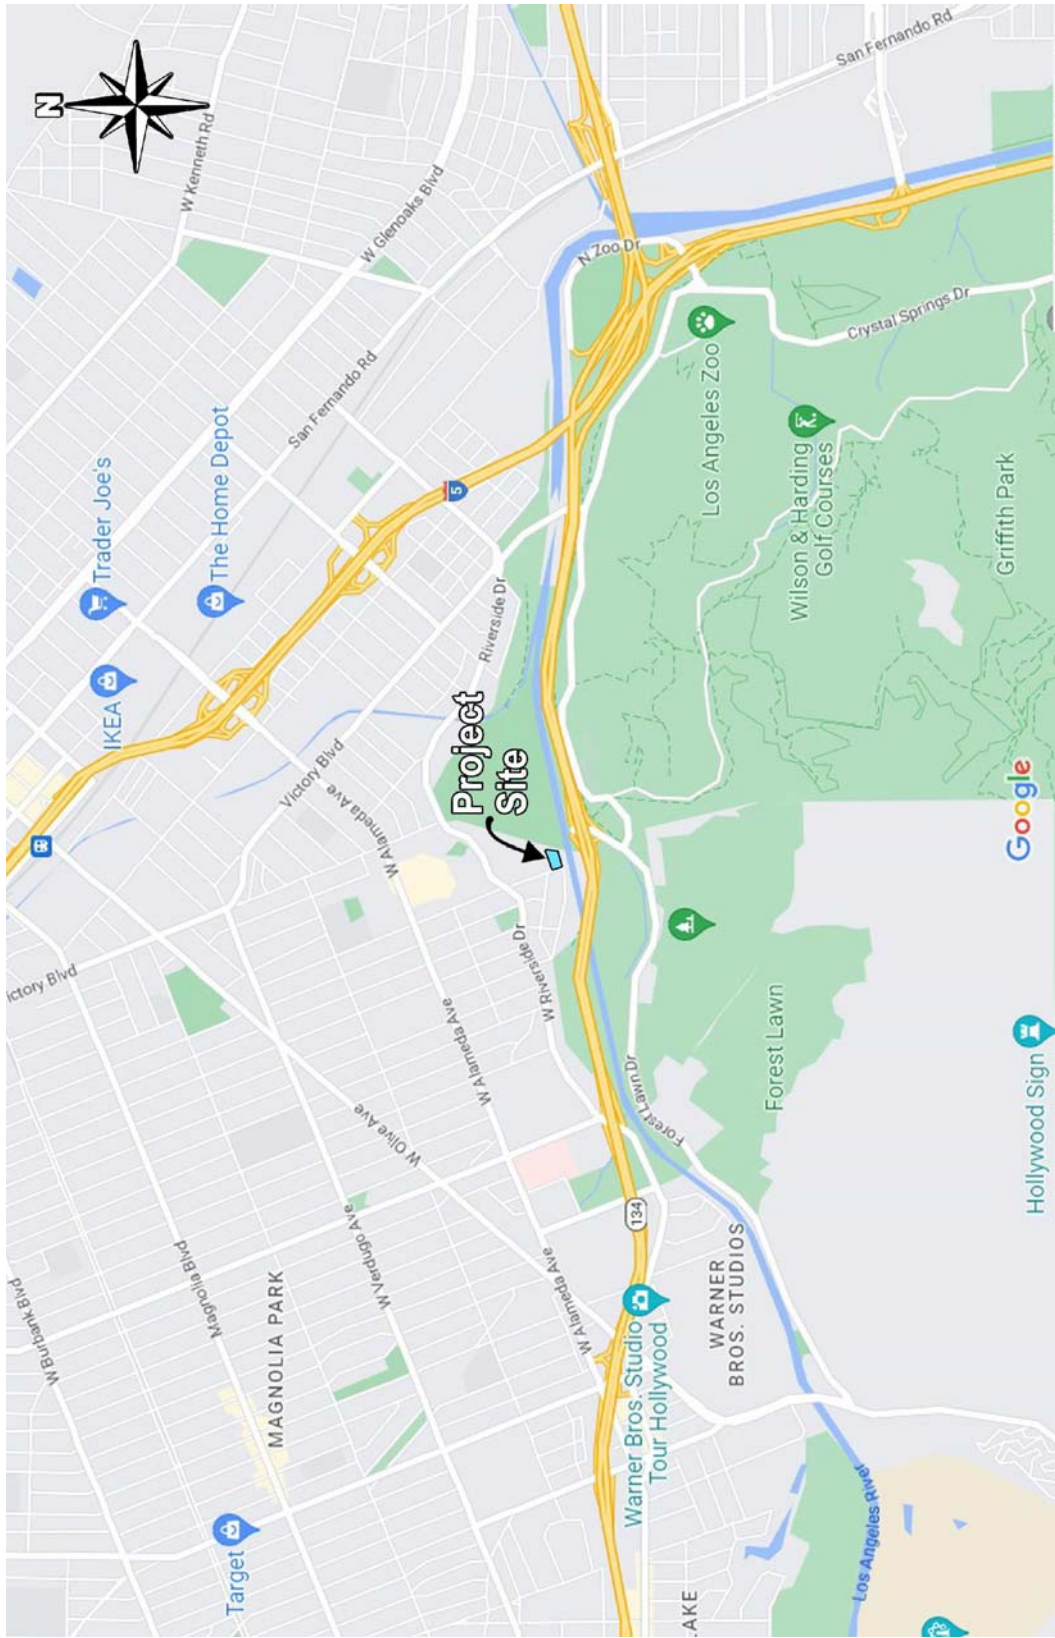 W Burbank Blvd
ictory Blvd
IKEA
Trader Joe's
N
Magnolia Blvd
The Home Depot
W Kenneth Rd
Target
MAGNOLIA PARK
Victory Blvd
San Fernando Rd
W Verdugo Ave
W Olive Ave
W Alameda Ave
W Glenoaks Blvd
5
W Alameda Ave
Project
Site
Riverside Dr
W Riverside Dr
W Alameda Ave
N Zoo Dr
134
Warner Bros. Studio
Tour Hollywood
Forest Lawn Dr
LAKE
WARNER
BROS. STUDIOS
Los Angeles Zoo
Forest Lawn
Wilson & Harding
Golf Courses
Los Angeles River
Crystal Springs Dr
San Fernando Rd
Griffith Park
Hollywood Sign
Google